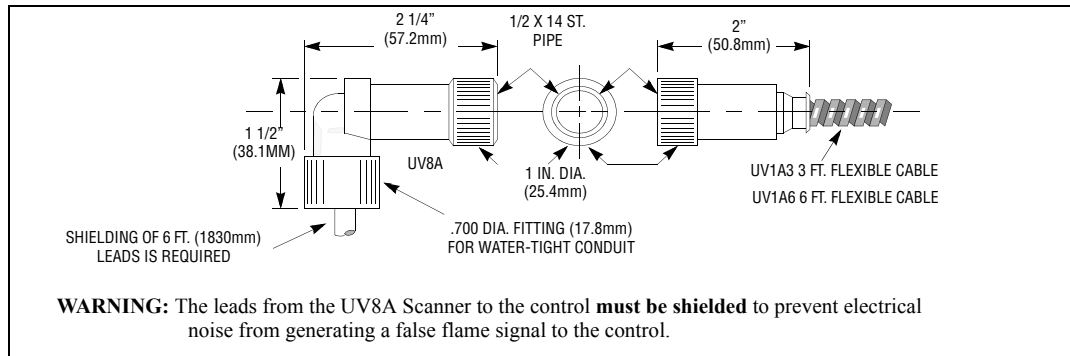 2 1/4”
(57.2mm)
1/2 X 14 ST.
PIPE
2”
(50.8mm)
1 1/2”
(38.1MM)
UV8A
1 IN. DIA.
(25.4mm)
UV1A3 3 FT. FLEXIBLE CABLE
UV1A6 6 FT. FLEXIBLE CABLE
SHIELDING OF 6 FT. (1830mm)
LEADS IS REQUIRED
.700 DIA. FITTING (17.8mm)
FOR WATER-TIGHT CONDUIT
WARNING: The leads from the UV8A Scanner to the control must be shielded to prevent electrical
noise from generating a false flame signal to the control.